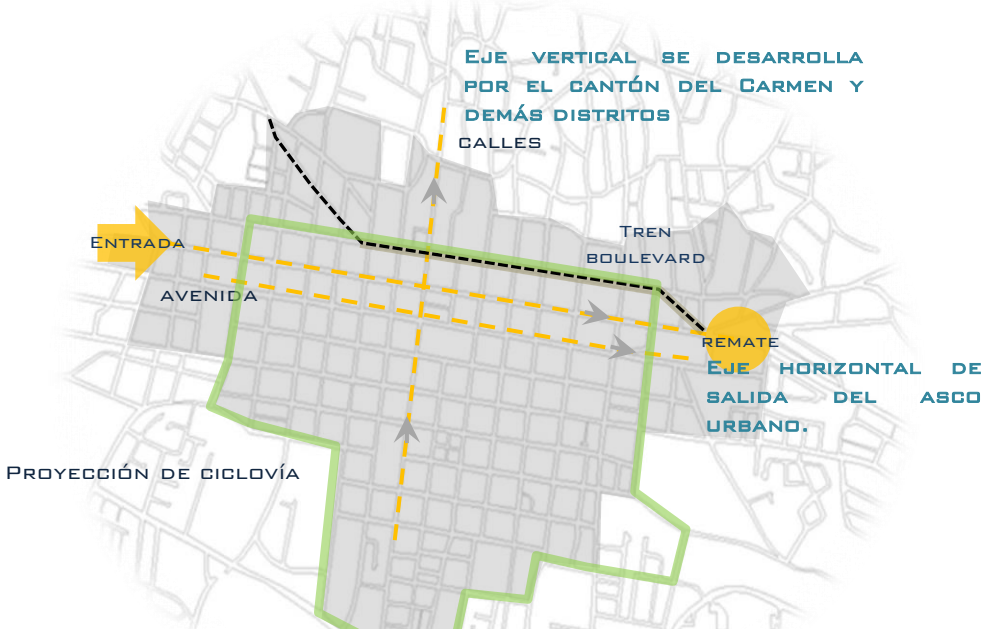 Eje vertical se desarrolla
por el cantón del Carmen y
demás distritos
calles
Tren
boulevard
Entrada
avenida
remate
Eje horizontal de
salida del asco
urbano.
Proyección de ciclovía